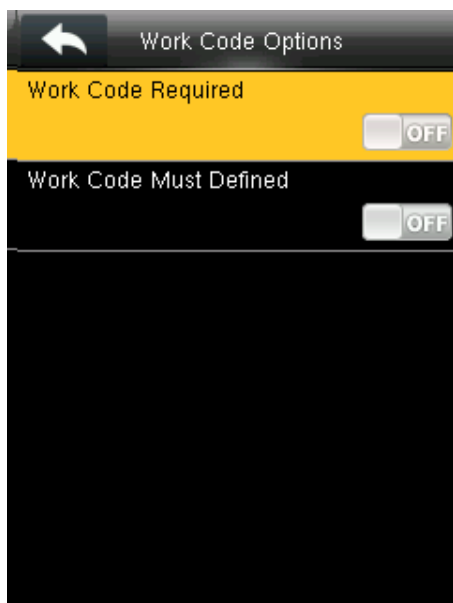 Work Code Options
Work Code Required
OFF
Work Code Must Defined
OFF